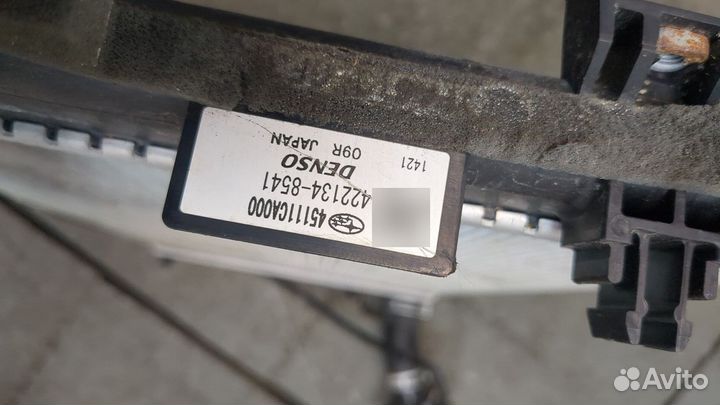 45111CA000
422134-8541
DENSO
09R JAPAN
1421
Avito